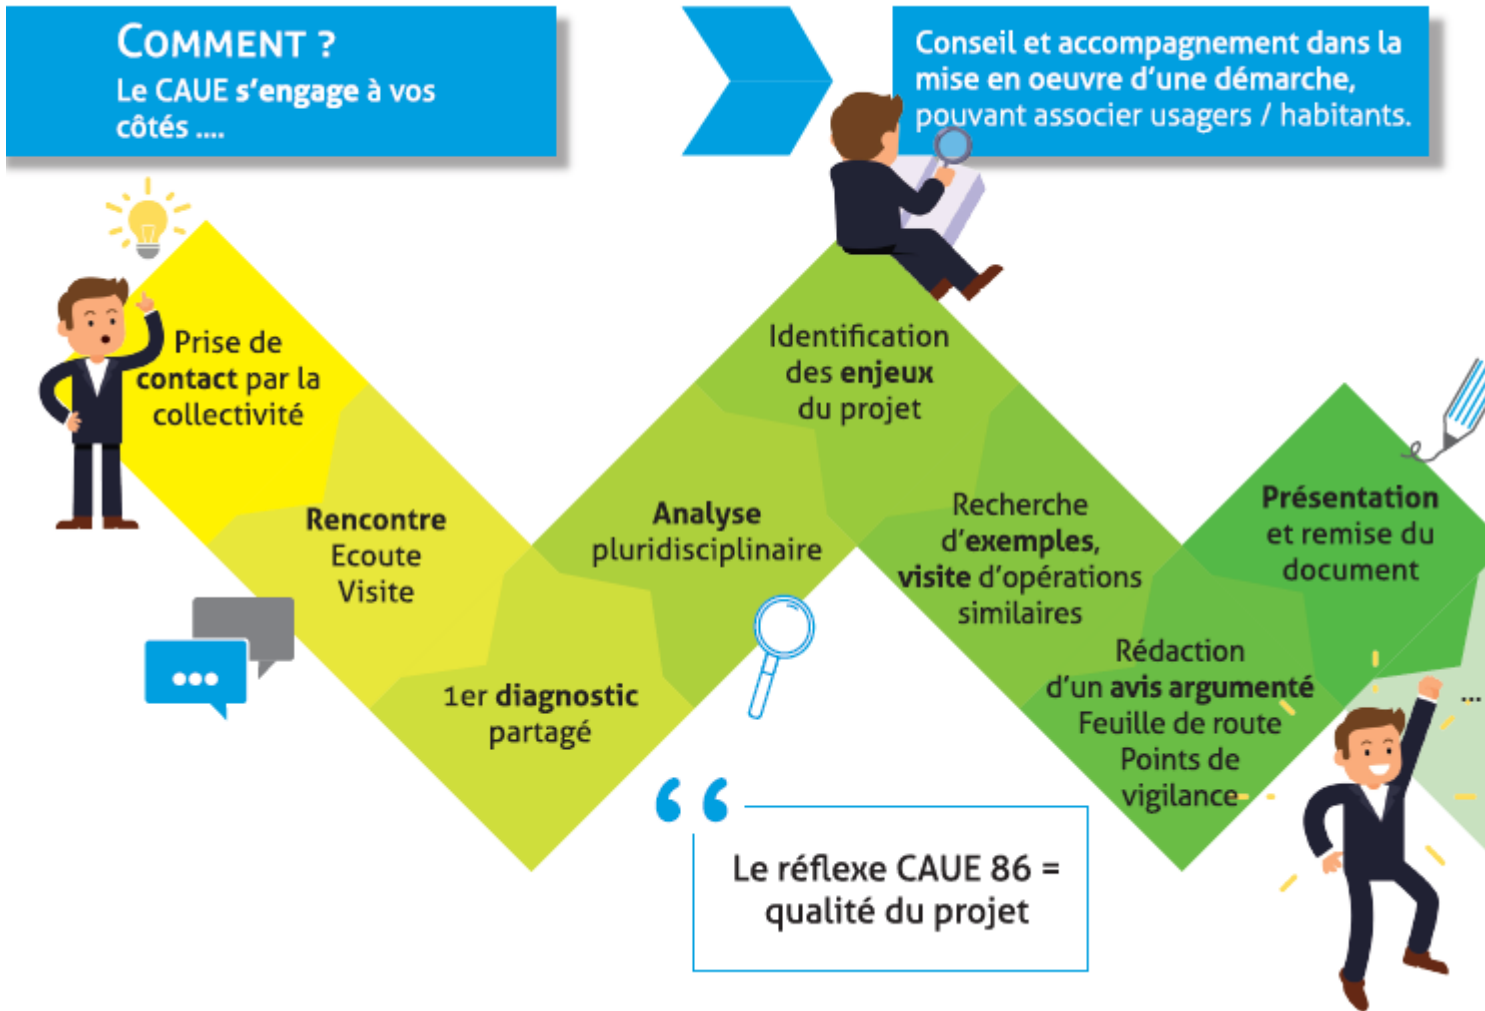 COMMENT ?
Le CAUE s'engage à vos
côtés ....
Conseil et accompagnement dans la
mise en oeuvre d'une démarche,
pouvant associer usagers / habitants.
Prise de
contact par la
collectivité
Rencontre
Ecoute
Visite
1er diagnostic
partagé
Analyse
pluridisciplinaire
Identification
des enjeux
du projet
Recherche
d'exemples,
visite d'opérations
similaires
Rédaction
d'un avis argumenté
Feuille de route
Points de
vigilance
Présentation
et remise du
document
...
“
Le réflexe CAUE 86 =
qualité du projet